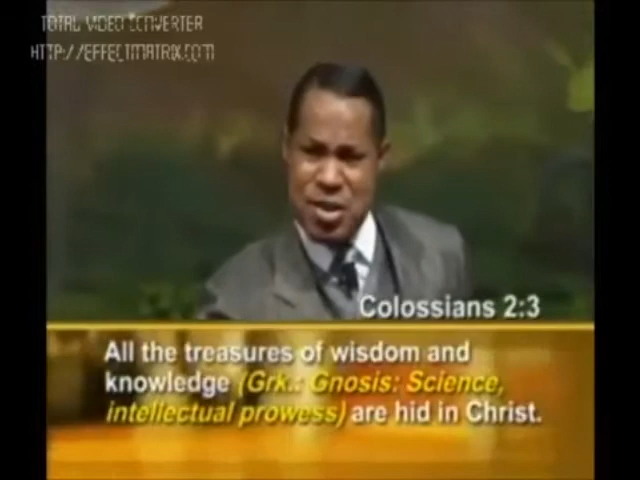 TOTAL VIDEO CONVERTER
HTTP://EFFECTMATRIX.COM
Colossians 2:3
All the treasures of wisdom and
knowledge (Grk.: Gnosis: Science,
intellectual prowess) are hid in Christ.